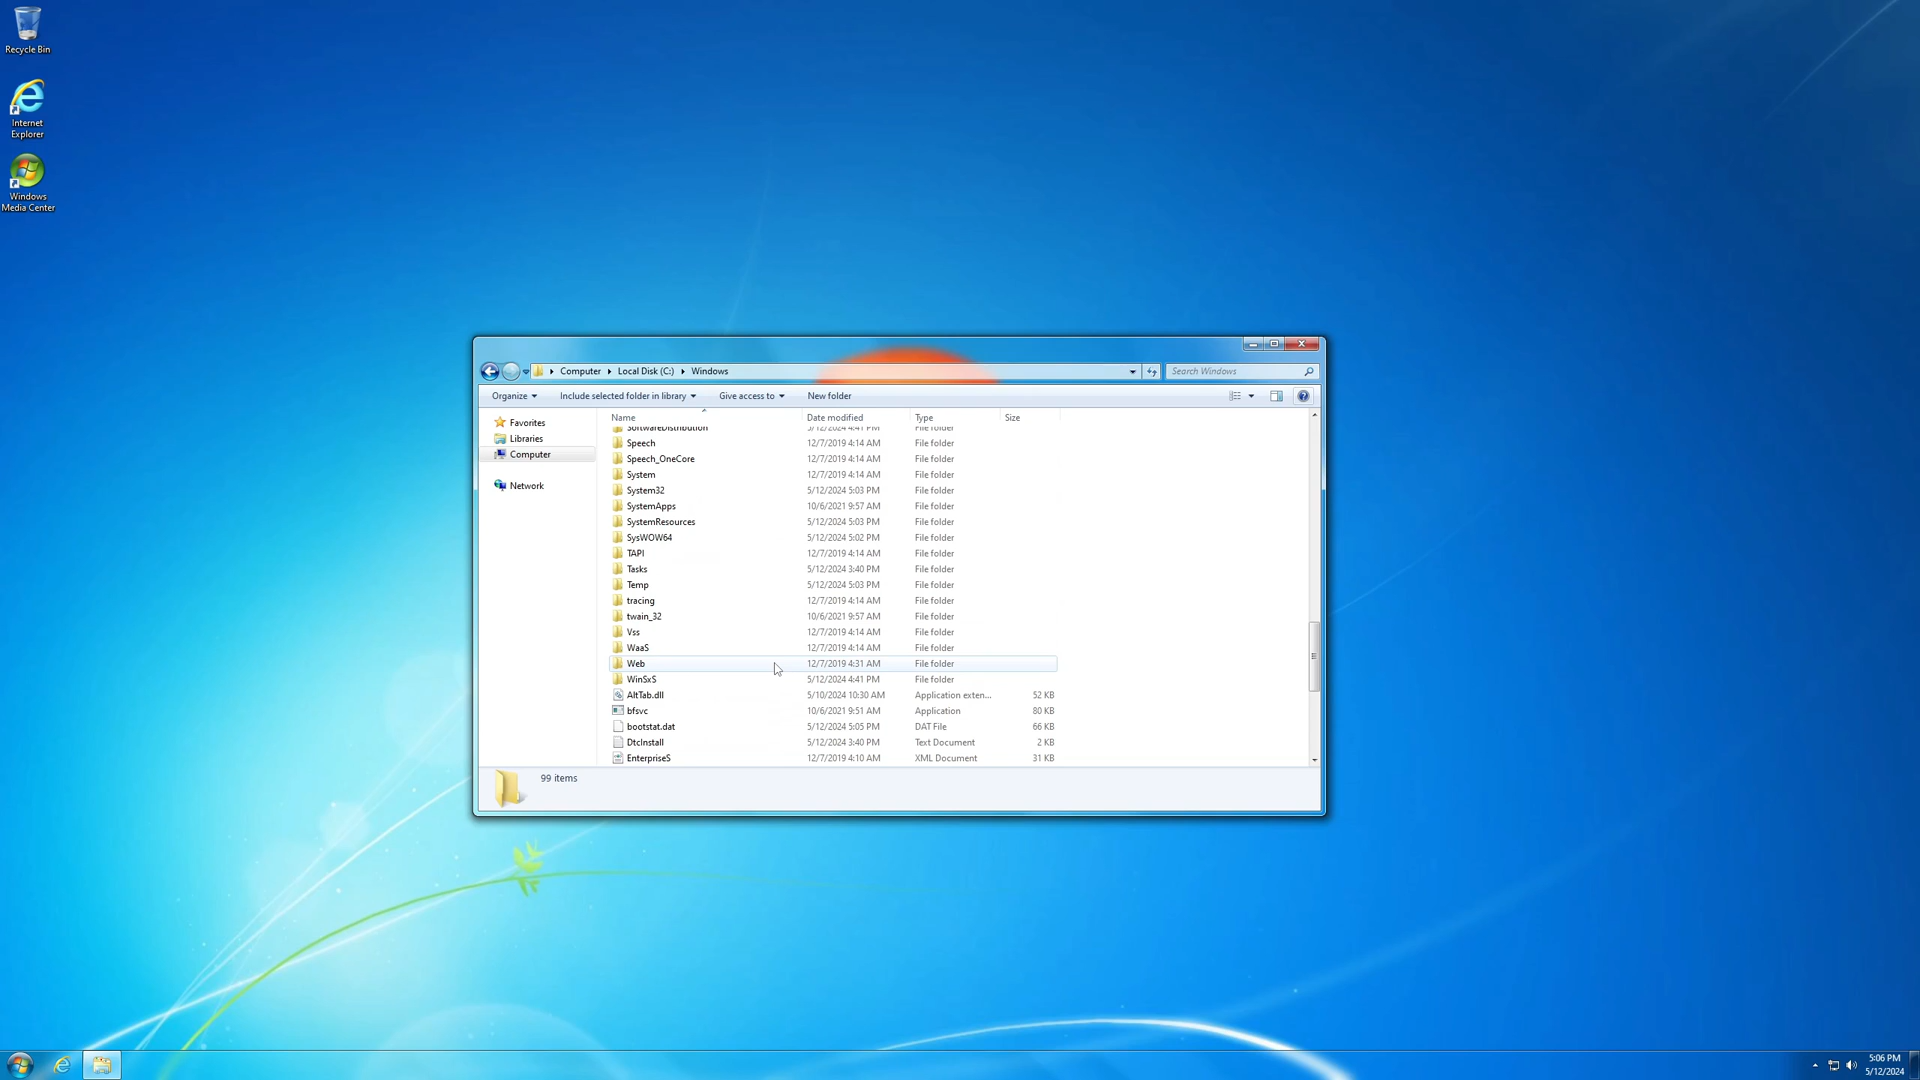 Recycle Bin
Internet
Explorer
Windows
Media Center
Computer Local Disk (C:) Windows
Search Windows
Organize Include selected folder in library Give access to New folder
Favorites
Libraries
Computer
Network
Name Date modified Type Size
SoftwareDistribution 5/12/2024 4:41 PM File folder
Speech 12/7/2019 4:14 AM File folder
Speech_OneCore 12/7/2019 4:14 AM File folder
System 12/7/2019 4:14 AM File folder
System32 5/12/2024 5:03 PM File folder
SystemApps 10/6/2021 9:57 AM File folder
SystemResources 5/12/2024 5:03 PM File folder
SysWOW64 5/12/2024 5:02 PM File folder
TAPI 12/7/2019 4:14 AM File folder
Tasks 5/12/2024 3:40 PM File folder
Temp 5/12/2024 5:03 PM File folder
tracing 12/7/2019 4:14 AM File folder
twain_32 10/6/2021 9:57 AM File folder
Vss 12/7/2019 4:14 AM File folder
WaaS 12/7/2019 4:14 AM File folder
Web 12/7/2019 4:31 AM File folder
WinSxS 5/12/2024 4:41 PM File folder
AltTab.dll 5/10/2024 10:30 AM Application exten... 52 KB
bfsvc 10/6/2021 9:51 AM Application 80 KB
bootstat.dat 5/12/2024 5:05 PM DAT File 66 KB
DtcInstall 5/12/2024 3:40 PM Text Document 2 KB
EnterpriseS 12/7/2019 4:10 AM XML Document 31 KB
99 items
5:06 PM
5/12/2024